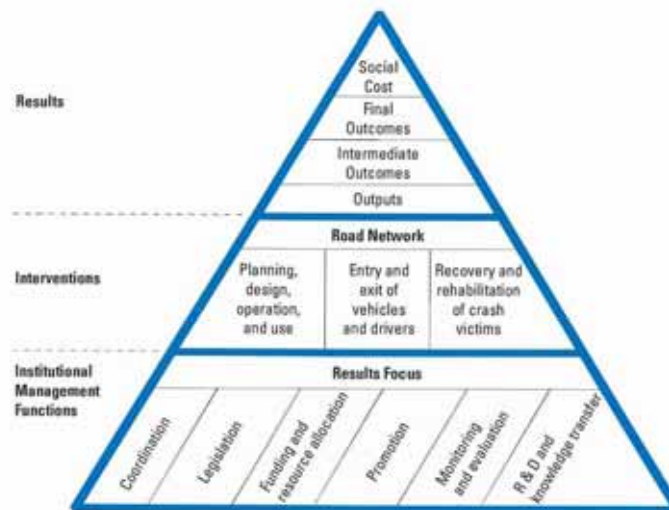 Results
Social
Cost
Final
Outcomes
Intermediate
Outcomes
Outputs
Interventions
Road Network
Planning,
design,
operation,
and use
Entry and
exit of
vehicles
and drivers
Recovery and
rehabilitation
of crash
victims
Institutional
Management
Functions
Results Focus
Coordination
Legislation
Funding and
resource allocation
Promotion
Monitoring
and evaluation
R & D and
knowledge transfer